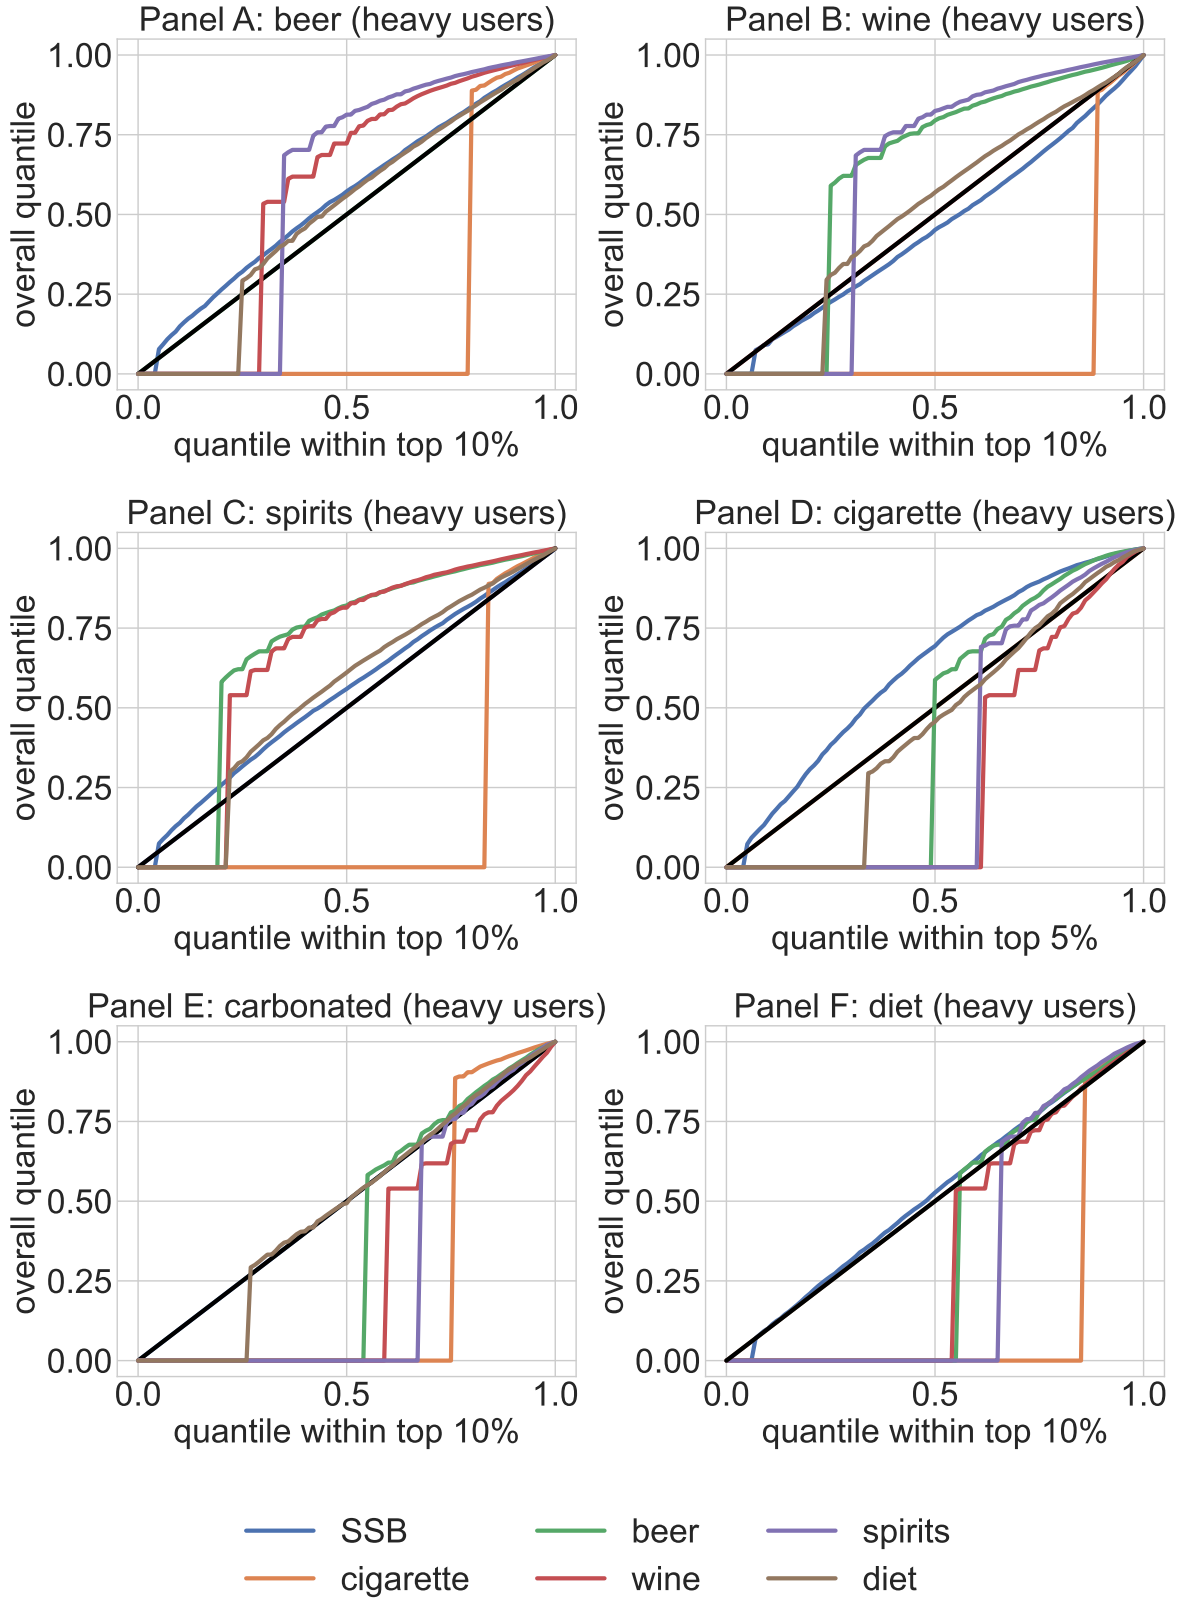 Panel A: beer (heavy users)
1.00
0.75
0.50
0.25
0.00
overall quantile
0.0 0.5 1.0
quantile within top 10%
Panel B: wine (heavy users)
1.00
0.75
0.50
0.25
0.00
overall quantile
0.0 0.5 1.0
quantile within top 10%
Panel C: spirits (heavy users)
1.00
0.75
0.50
0.25
0.00
overall quantile
0.0 0.5 1.0
quantile within top 10%
Panel D: cigarette (heavy users)
1.00
0.75
0.50
0.25
0.00
overall quantile
0.0 0.5 1.0
quantile within top 5%
Panel E: carbonated (heavy users)
1.00
0.75
0.50
0.25
0.00
overall quantile
0.0 0.5 1.0
quantile within top 10%
Panel F: diet (heavy users)
1.00
0.75
0.50
0.25
0.00
overall quantile
0.0 0.5 1.0
quantile within top 10%
SSB beer spirits
cigarette wine diet